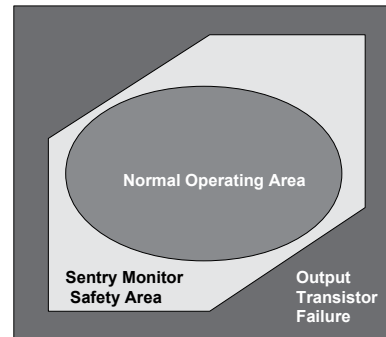 Normal Operating Area
Sentry Monitor
Safety Area
Output
Transistor
Failure